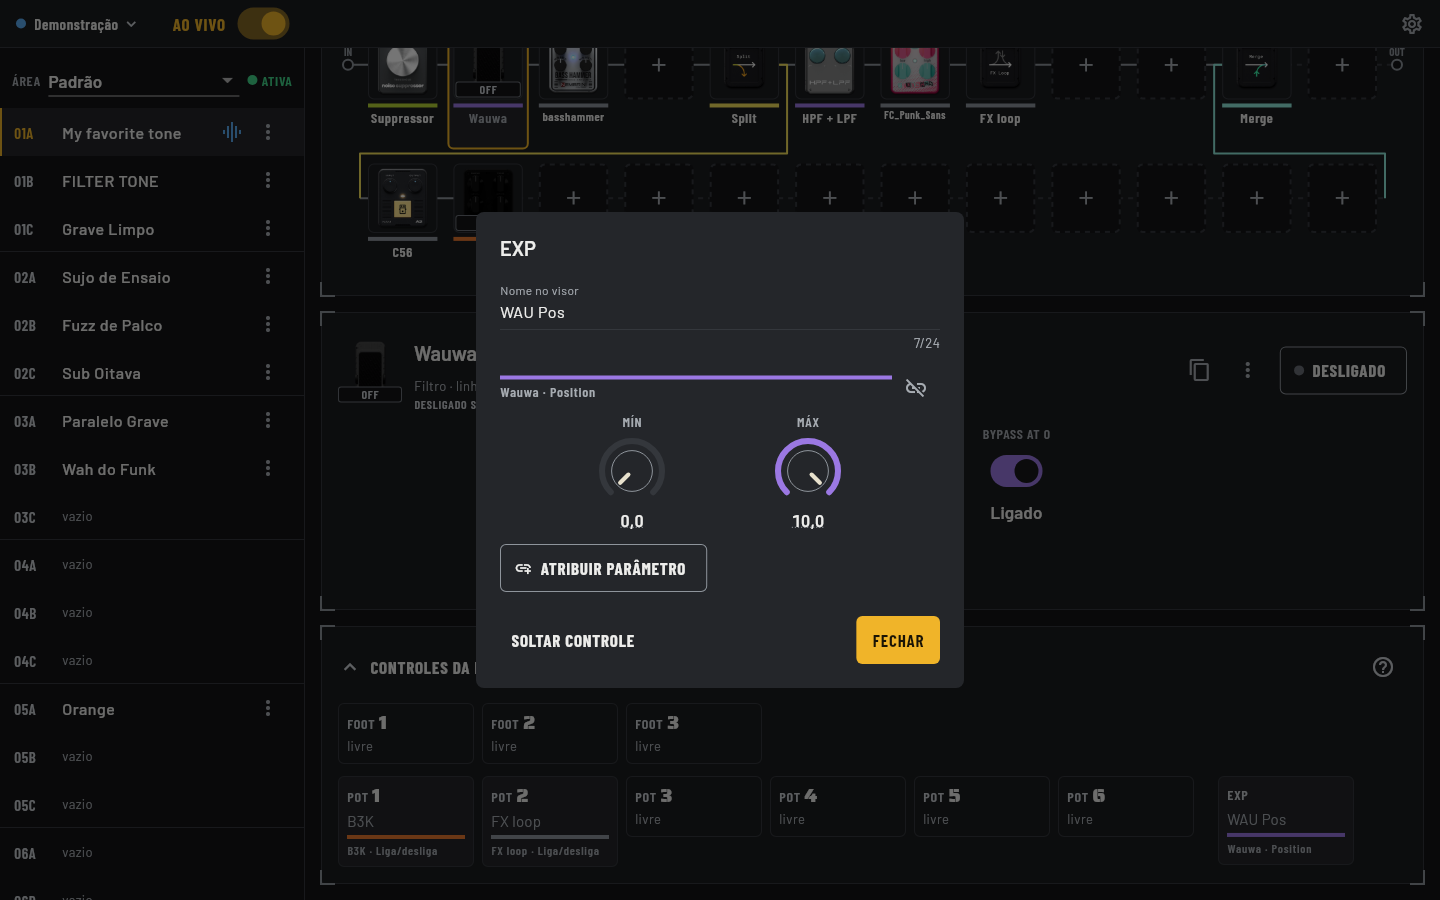 Demonstração
AO VIVO
ÁREA Padrão ATIVA
01A My favorite tone
01B FILTER TONE
01C Grave Limpo
02A Sujo de Ensaio
02B Fuzz de Palco
02C Sub Oitava
03A Paralelo Grave
03B Wah do Funk
03C vazio
04A vazio
04B vazio
04C vazio
05A Orange
05B vazio
05C vazio
06A vazio
IN
OUT
OFF
Split
Merge
FX Loop
HPF+LPF
Suppressor
Wauwa
basshammer
Split
HPF + LPF
FC_Punk_Sans
FX loop
Merge
C56
Wauwa
OFF
Filtro · linh
DESLIGADO S
DESLIGADO
BYPASS AT 0
Ligado
EXP
Nome no visor
WAU Pos
7/24
Wauwa · Position
MÍN
MÁX
0,0
10,0
ATRIBUIR PARÂMETRO
SOLTAR CONTROLE
FECHAR
CONTROLES DA
FOOT 1
livre
FOOT 2
livre
FOOT 3
livre
POT 1
B3K
B3K · Liga/desliga
POT 2
FX loop
FX loop · Liga/desliga
POT 3
livre
POT 4
livre
POT 5
livre
POT 6
livre
EXP
WAU Pos
Wauwa · Position